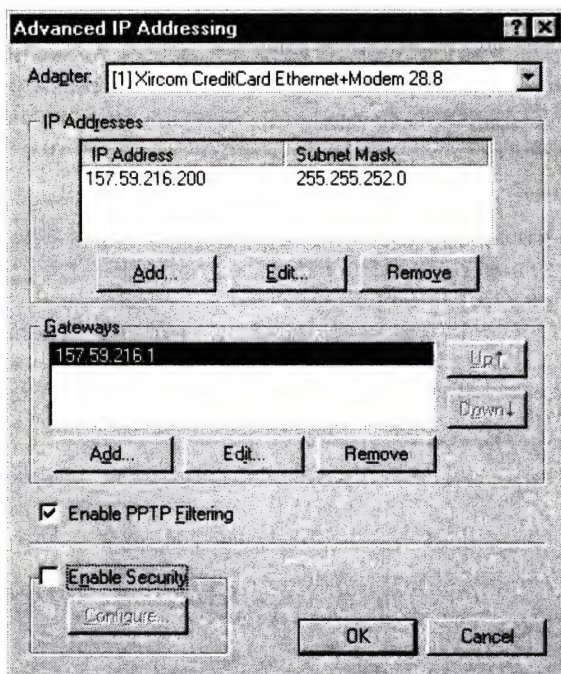 Advanced IP Addressing
Adapter: [1] Xircom CreditCard Ethernet+Modem 28.8
IP Addresses
IP Address Subnet Mask
157.59.216.200 255.255.252.0
Add... Edit... Remove
Gateways
157.59.216.1
Up↑
Down↓
Add... Edit... Remove
Enable PPTP Filtering
Enable Security
Configure...
OK Cancel